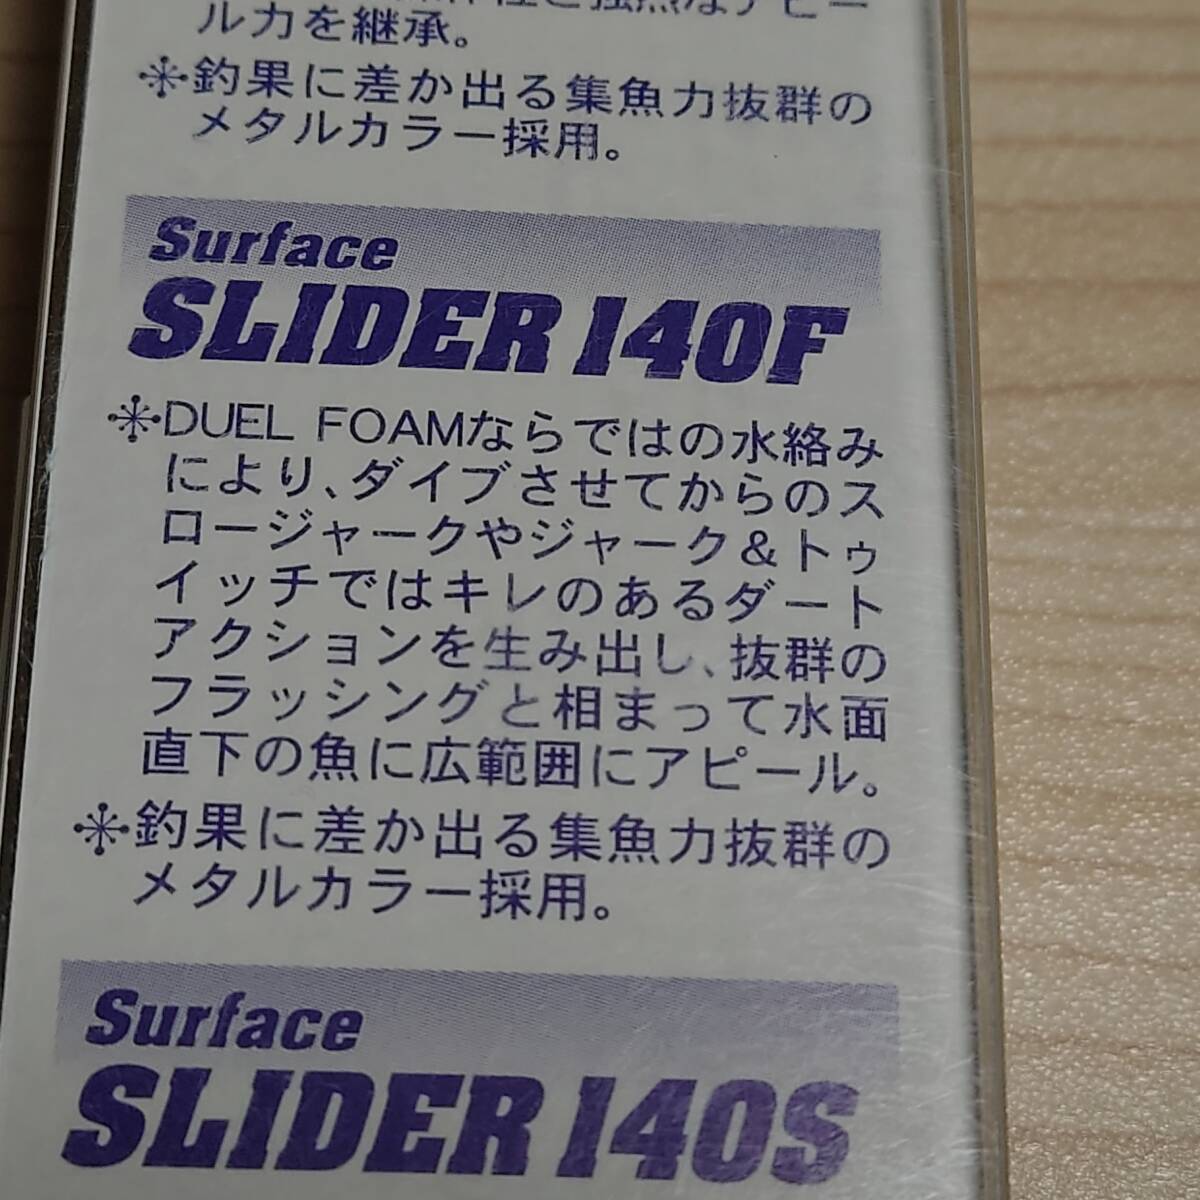 強烈なアピー
ル力を継承。
＊釣果に差か出る集魚力抜群の
メタルカラー採用。
Surface
SLIDER 140F
＊DUEL FOAMならではの水絡み
により、ダイブさせてからのス
ロージャークやジャーク&トゥ
イッチではキレのあるダート
アクションを生み出し、抜群の
フラッシングと相まって水面
直下の魚に広範囲にアピール。
＊釣果に差か出る集魚力抜群の
メタルカラー採用。
Surface
SLIDER 140S